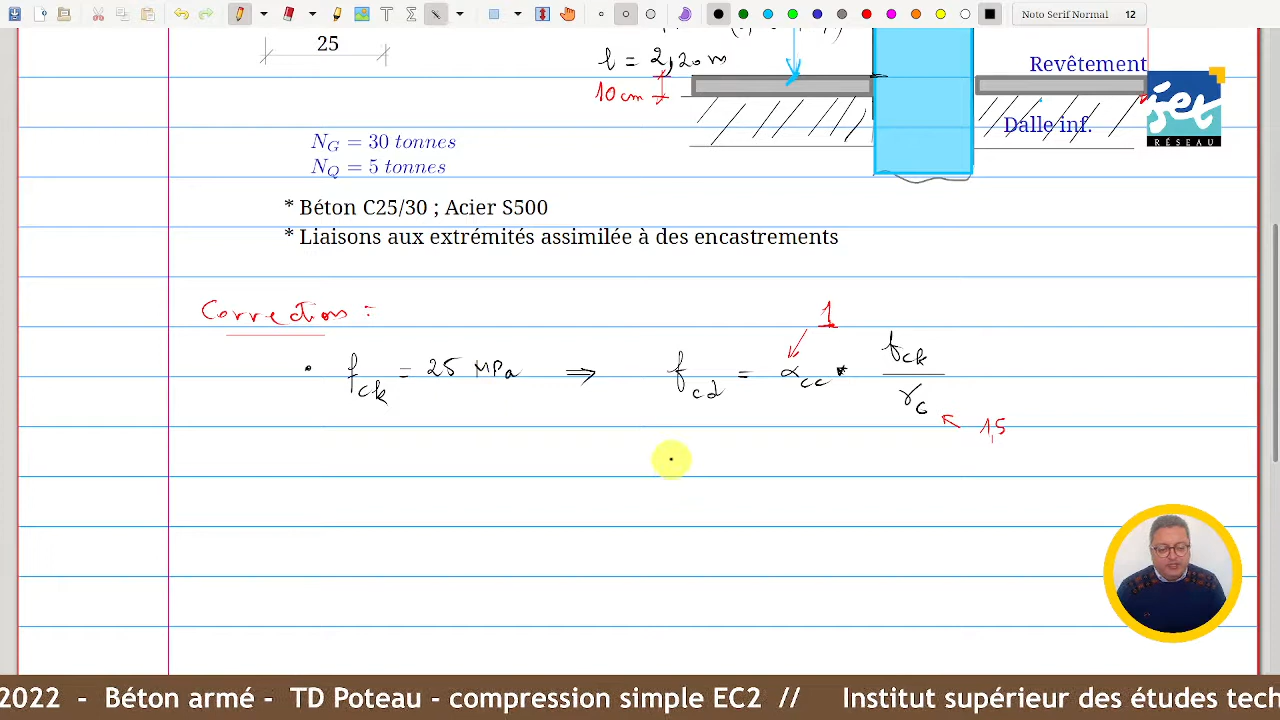 Noto Serif Normal 12
25
l = 2,20 m
10 cm
Revêtement
Dalle inf.
iset
RÉSEAU
N_G = 30 tonnes
N_Q = 5 tonnes
* Béton C25/30 ; Acier S500
* Liaisons aux extrémités assimilée à des encastrements
Correction :
1
• f_ck = 25 MPa ⇒ f_cd = α_cc * f_ck / γ_c
1,5
2022 - Béton armé - TD Poteau - compression simple EC2 // Institut supérieur des études tech